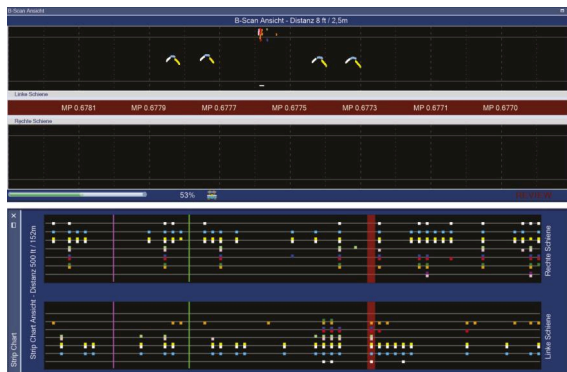 B-Scan Ansicht
B-Scan Ansicht - Distanz 8 ft / 2,5m
Linke Schiene
MP 0.6781 MP 0.6779 MP 0.6777 MP 0.6775 MP 0.6773 MP 0.6771 MP 0.6770
Rechte Schiene
53%
Strip Chart
Strip Chart Ansicht - Distanz 500 ft / 152m
Rechte Schiene
Linke Schiene